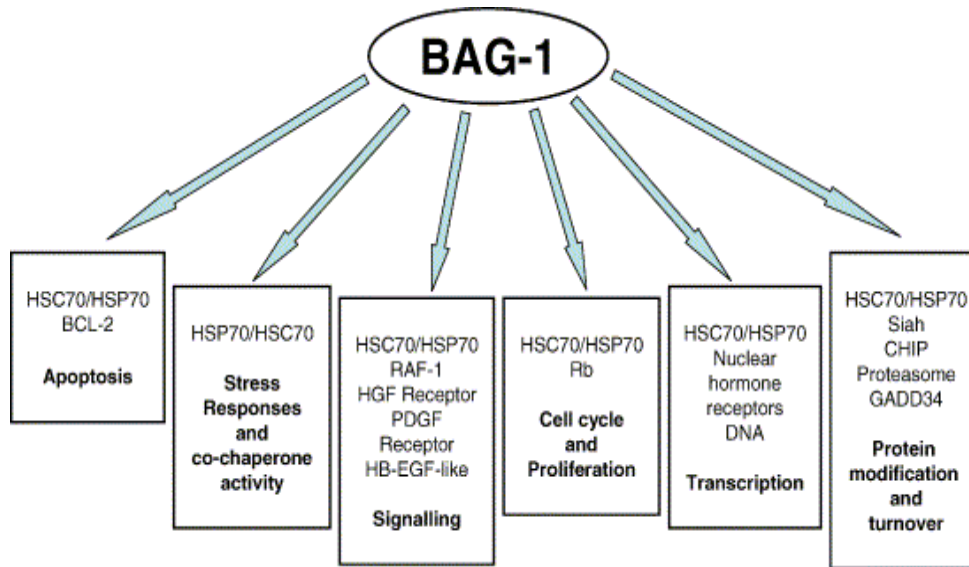 BAG-1
HSC70/HSP70
BCL-2
Apoptosis
HSP70/HSC70
Stress
Responses
and
co-chaperone
activity
HSC70/HSP70
RAF-1
HGF Receptor
PDGF
Receptor
HB-EGF-like
Signalling
HSC70/HSP70
Rb
Cell cycle
and
Proliferation
HSC70/HSP70
Nuclear
hormone
receptors
DNA
Transcription
HSC70/HSP70
Siah
CHIP
Proteasome
GADD34
Protein
modification
and
turnover